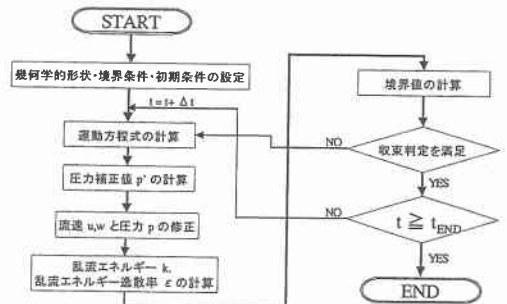 START
幾何学的形状・境界条件・初期条件の設定
t = t + Δt
運動方程式の計算
圧力補正値 p' の計算
流速 u,w と圧力 p の修正
乱流エネルギー k,
乱流エネルギー逸散率 εの計算
境界値の計算
NO
収束判定を満足
YES
NO
t ≧ tEND
YES
END